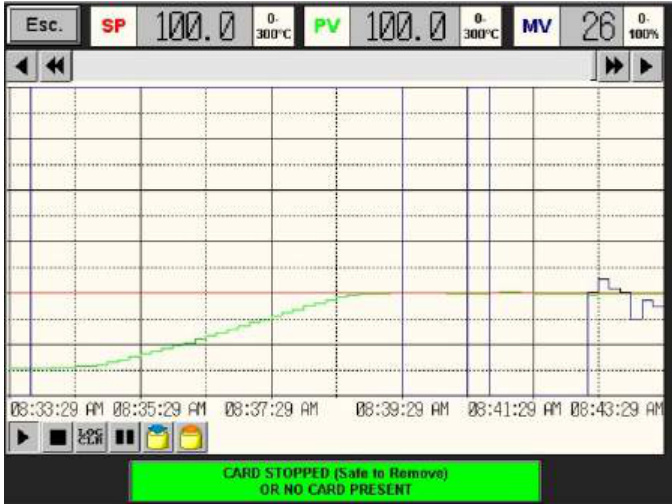 Esc. SP 100.0 0-300°C PV 100.0 0-300°C MV 26 0-100%
08:33:29 AM 08:35:29 AM 08:37:29 AM 08:39:29 AM 08:41:29 AM 08:43:29 AM
LOG
CLR
CARD STOPPED (Safe to Remove)
OR NO CARD PRESENT